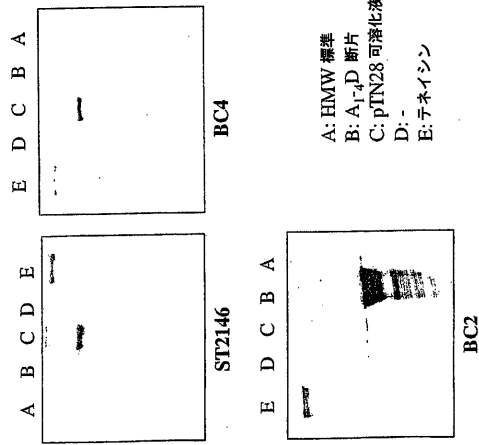 A B C D E
ST2146
E D C B A
BC4
E D C B A
BC2
A: HMW 標準
B: A₁-₄D 断片
C: pTN28 可溶化液
D: -
E: テネイシン